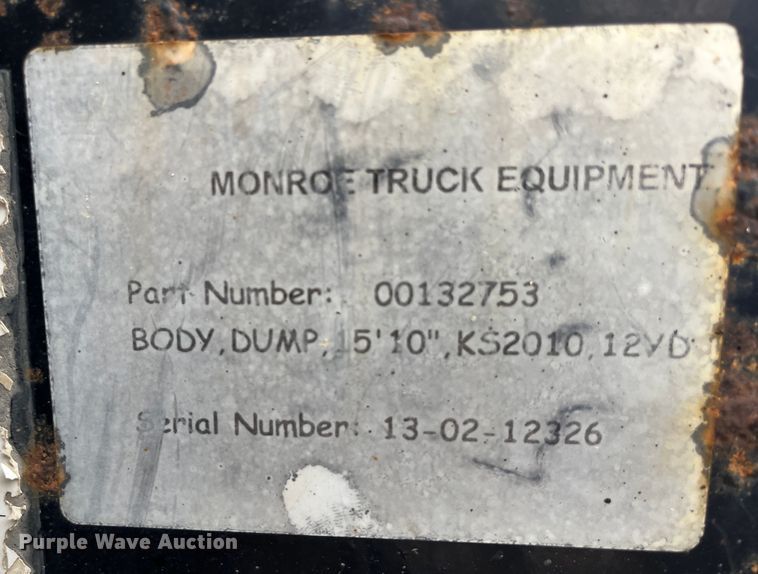 MONROE TRUCK EQUIPMENT
Part Number: 00132753
BODY, DUMP, 15'10", KS2010, 12YD
Serial Number: 13-02-12326
Purple Wave Auction